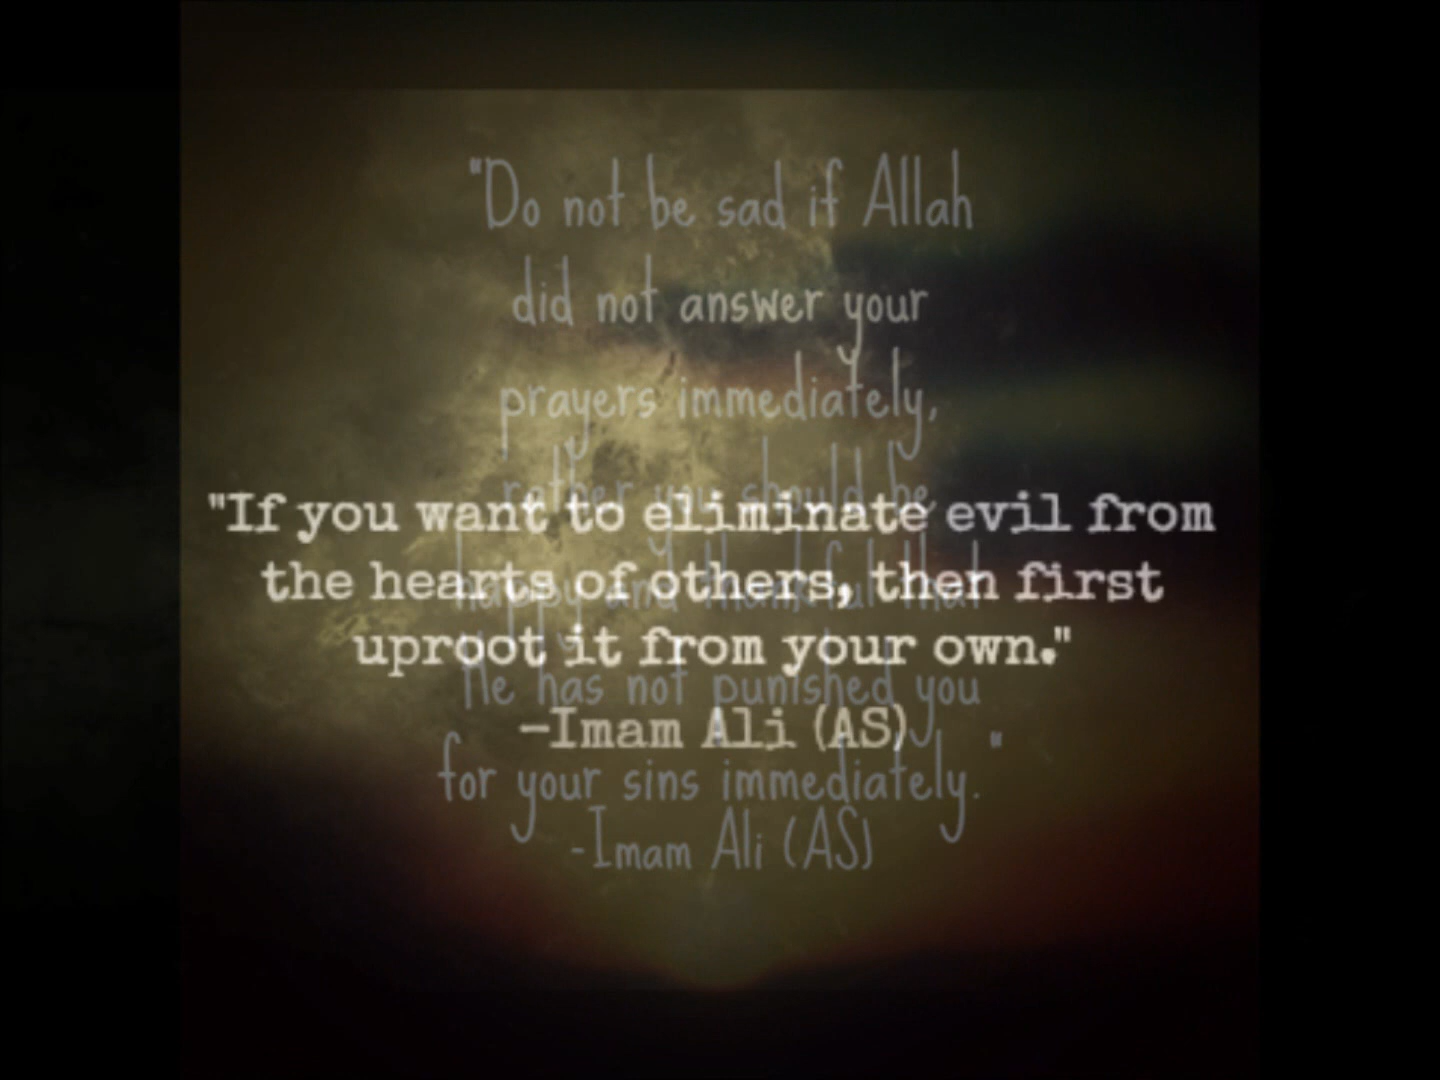 "Do not be sad if Allah
did not answer your
prayers immediately,
rather you should be
happy and thankful that
He has not punished you
for your sins immediately."
-Imam Ali (AS)
"If you want to eliminate evil from
the hearts of others, then first
uproot it from your own."
-Imam Ali (AS)